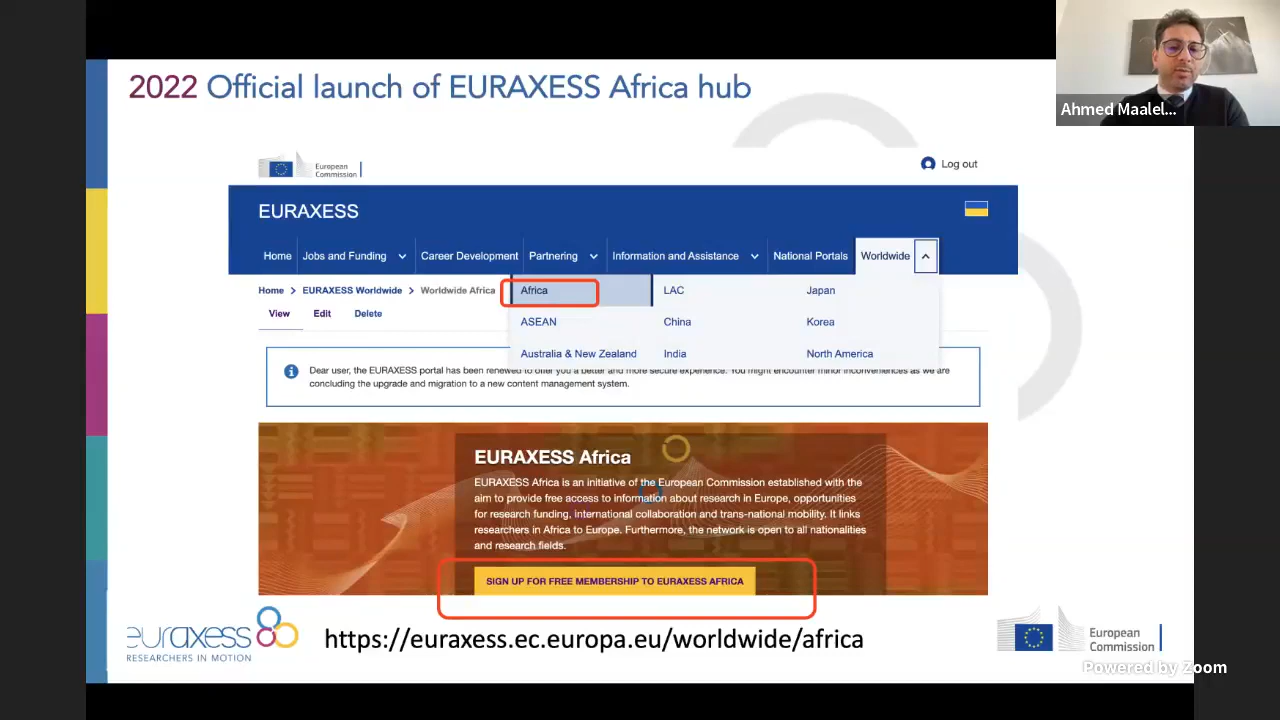 2022 Official launch of EURAXESS Africa hub
Ahmed Maalel...
European
Commission
Log out
EURAXESS
Home
Jobs and Funding
Career Development
Partnering
Information and Assistance
National Portals
Worldwide
Home > EURAXESS Worldwide > Worldwide Africa
Africa
LAC
Japan
View
Edit
Delete
ASEAN
China
Korea
Australia & New Zealand
India
North America
Dear user, the EURAXESS portal has been renewed to offer you a better and more secure experience. You might encounter minor inconveniences as we are
concluding the upgrade and migration to a new content management system.
EURAXESS Africa
EURAXESS Africa is an initiative of the European Commission established with the
aim to provide free access to information about research in Europe, opportunities
for research funding, international collaboration and trans-national mobility. It links
researchers in Africa to Europe. Furthermore, the network is open to all nationalities
and research fields.
SIGN UP FOR FREE MEMBERSHIP TO EURAXESS AFRICA
euraxess
RESEARCHERS IN MOTION
https://euraxess.ec.europa.eu/worldwide/africa
European
Commission
Powered by Zoom